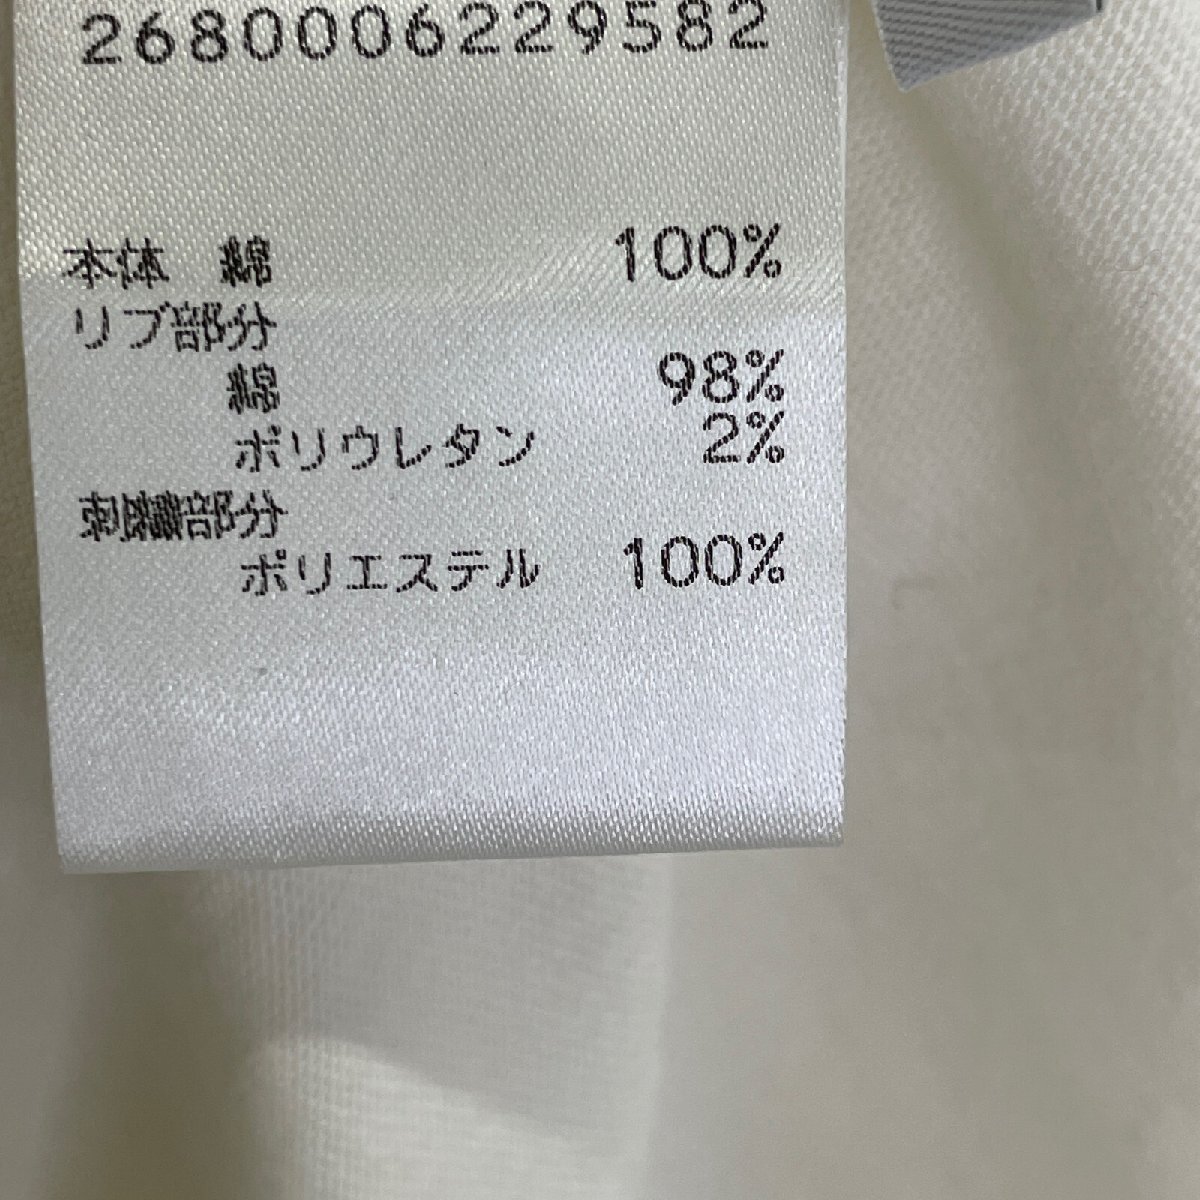 2680006229582
本体 綿 100%
リブ部分
綿 98%
ポリウレタン 2%
刺繍部分
ポリエステル 100%